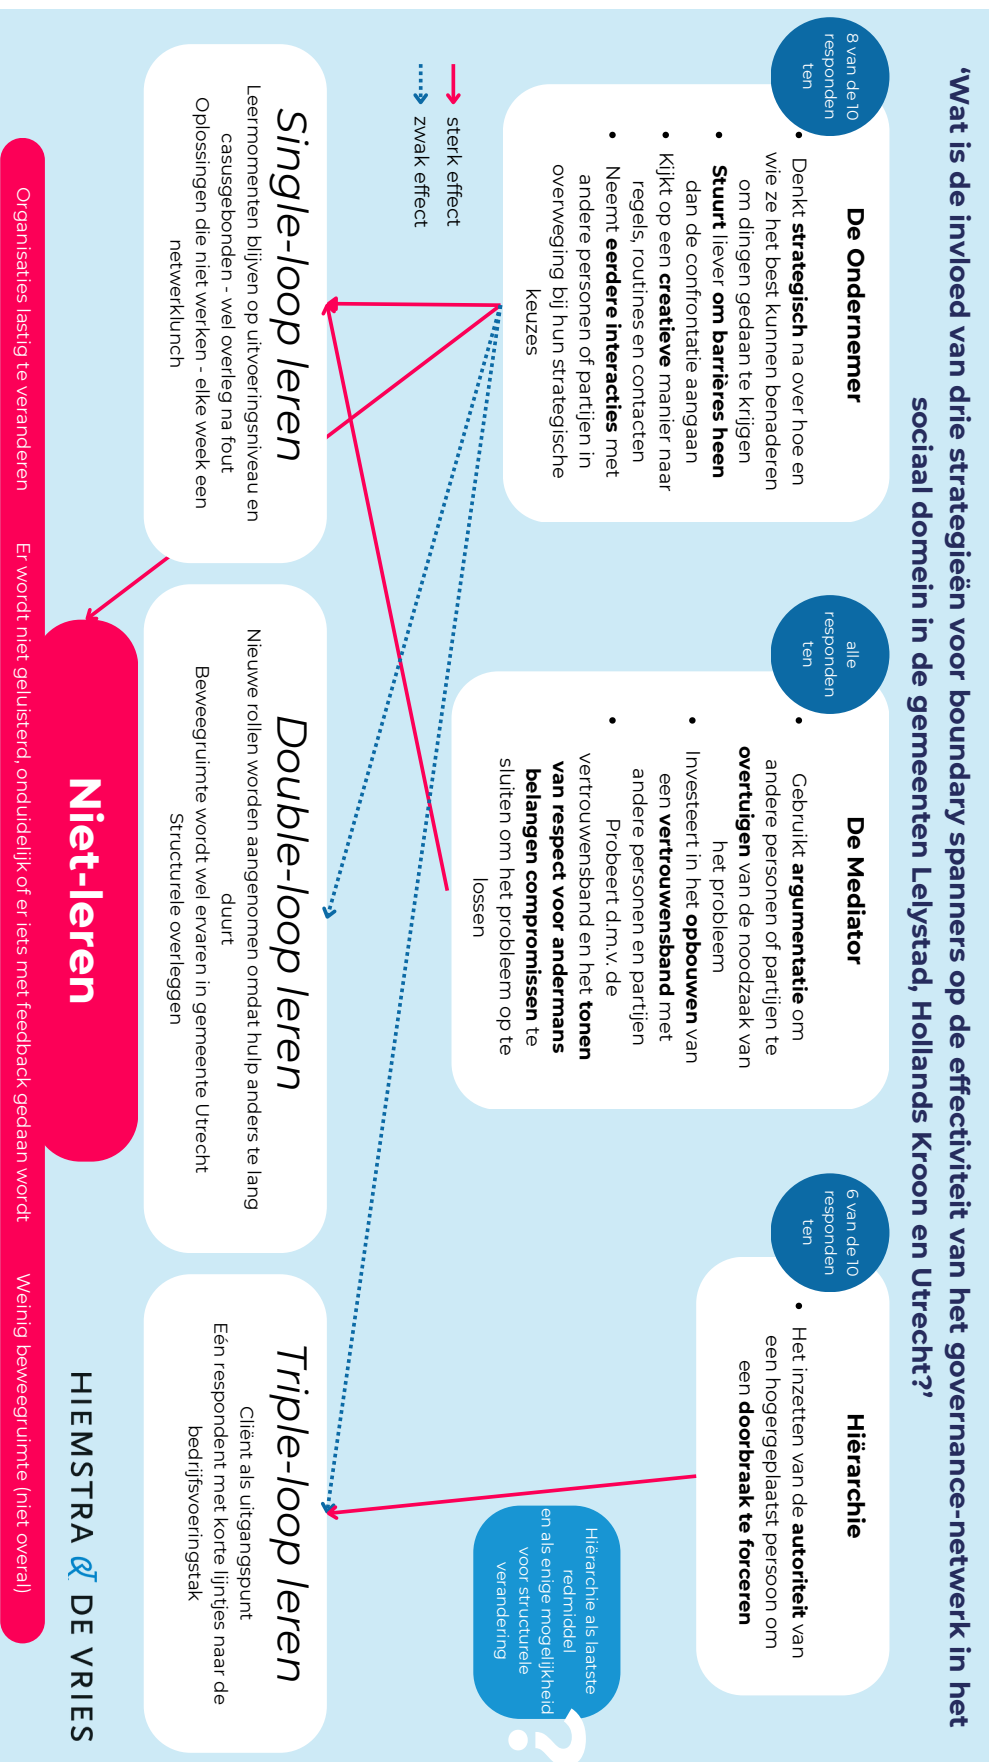 ‘Wat is de invloed van drie strategieën voor boundary spanners op de effectiviteit van het governance-netwerk in het
sociaal domein in de gemeenten Lelystad, Hollands Kroon en Utrecht?’
8 van de 10
responden
ten
De Ondernemer
• Denkt strategisch na over hoe en
wie ze het best kunnen benaderen
om dingen gedaan te krijgen
• Stuurt liever om barrières heen
dan de confrontatie aangaan
• Kijkt op een creatieve manier naar
regels, routines en contacten
• Neemt eerdere interacties met
andere personen of partijen in
overweging bij hun strategische
keuzes
alle
responden
ten
De Mediator
• Gebruikt argumentatie om
andere personen of partijen te
overtuigen van de noodzaak van
het probleem
• Investeert in het opbouwen van
een vertrouwensband met
andere personen en partijen
• Probeert d.m.v. de
vertrouwensband en het tonen
van respect voor andermans
belangen compromissen te
sluiten om het probleem op te
lossen
6 van de 10
responden
ten
Hiërarchie
• Het inzetten van de autoriteit van
een hogergeplaatst persoon om
een doorbraak te forceren
Hiërarchie als laatste
redmiddel
en als enige mogelijkheid
voor structurele
verandering
?
sterk effect
zwak effect
Single-loop leren
Leermomenten blijven op uitvoeringsniveau en
casusgebonden - wel overleg na fout
Oplossingen die niet werken - elke week een
netwerklunch
Double-loop leren
Nieuwe rollen worden aangenomen omdat hulp anders te lang
duurt
Beweegruimte wordt wel ervaren in gemeente Utrecht
Structurele overleggen
Triple-loop leren
Cliënt als uitgangspunt
Eén respondent met korte lijntjes naar de
bedrijfsvoeringstak
Niet-leren
HIEMSTRA & DE VRIES
Organisaties lastig te veranderen
Er wordt niet geluisterd, onduidelijk of er iets met feedback gedaan wordt
Weinig beweegruimte (niet overal)